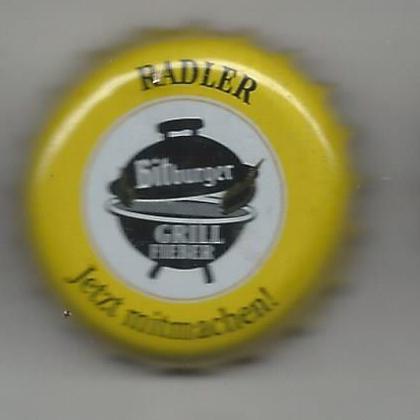 RADLER
Bitburger
GRILL
FIEBER
Jetzt mitmachen!